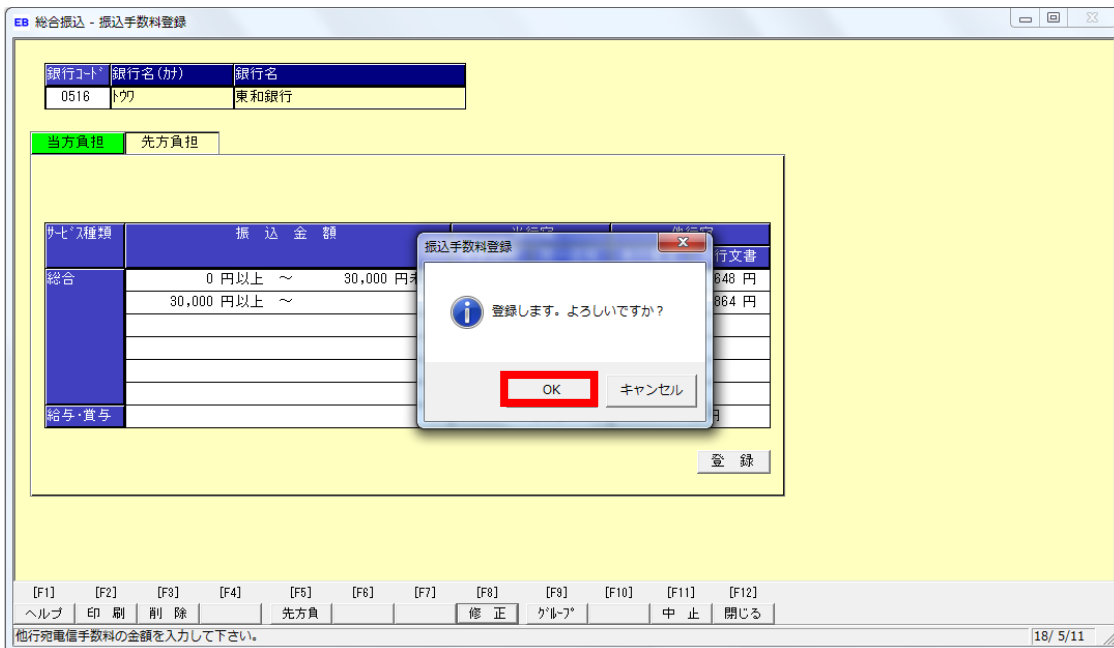 EB 総合振込 - 振込手数料登録
銀行コード 銀行名(カナ) 銀行名
0516 トウワ 東和銀行
当方負担 先方負担
サービス種類 振 込 金 額
振込手数料登録
行文書
総合 0 円以上 ~ 30,000 円 648 円
30,000 円以上 ~ 864 円
登録します。よろしいですか?
OK キャンセル
給与・賞与
登 録
[F1] [F2] [F3] [F4] [F5] [F6] [F7] [F8] [F9] [F10] [F11] [F12]
ヘルプ 印 刷 削 除 先方負 修 正 グループ 中 止 閉じる
他行宛電信手数料の金額を入力して下さい。 18/ 5/11